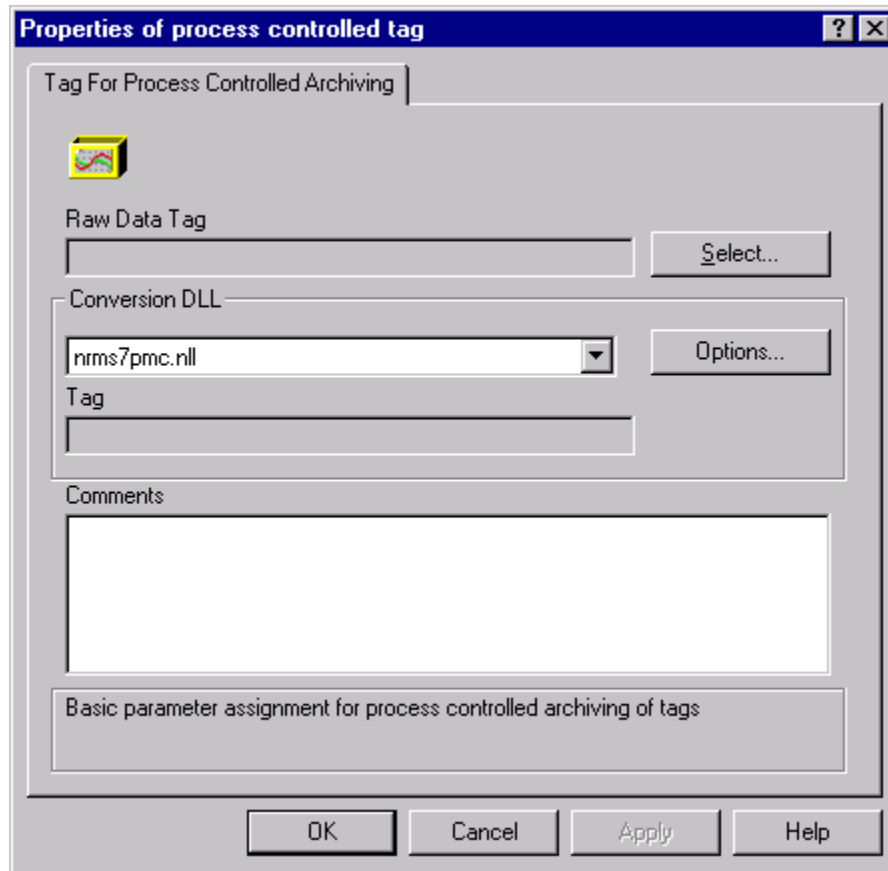 Properties of process controlled tag
Tag For Process Controlled Archiving
Raw Data Tag
Select...
Conversion DLL
nrms7pmc.nll
Options...
Tag
Comments
Basic parameter assignment for process controlled archiving of tags
OK Cancel Apply Help